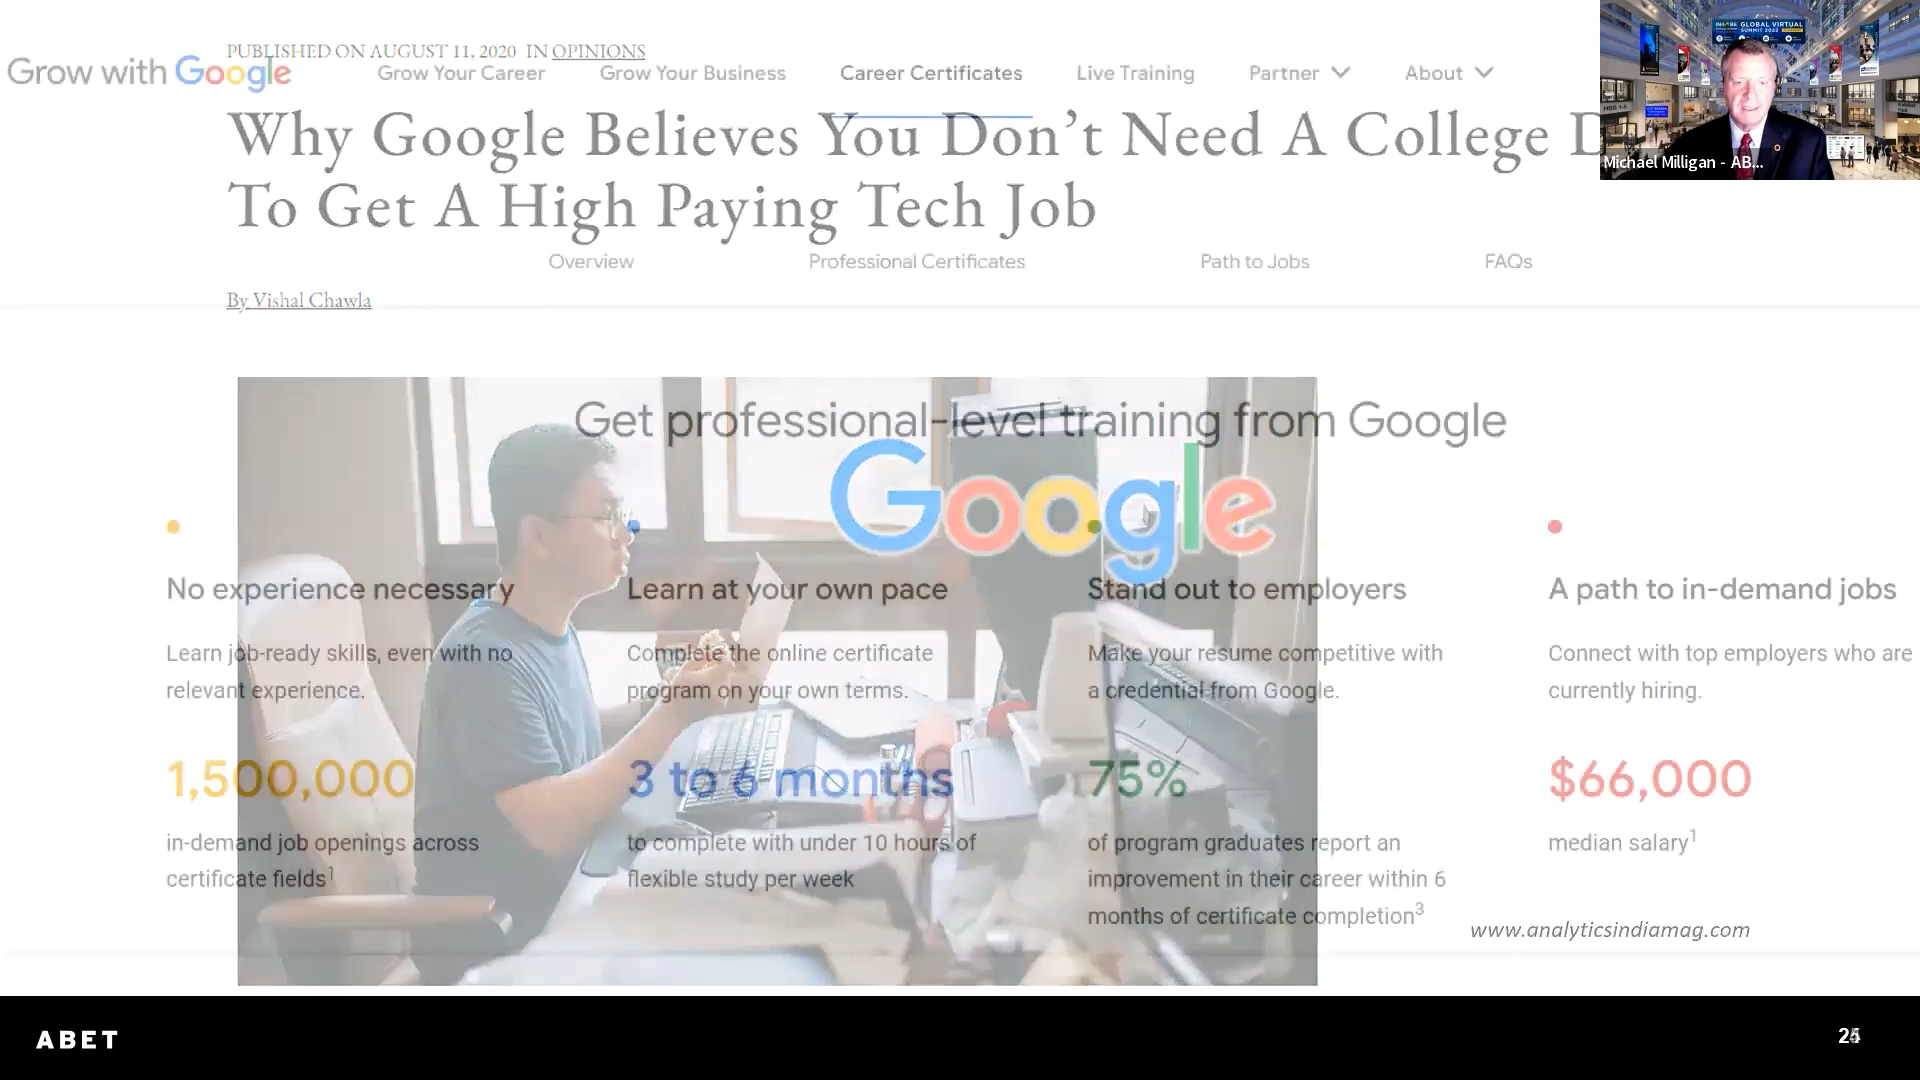 PUBLISHED ON AUGUST 11, 2020 IN OPINIONS
Grow with Google
Grow Your Career
Grow Your Business
Career Certificates
Live Training
Partner
About
Why Google Believes You Don't Need A College D
To Get A High Paying Tech Job
Overview
Professional Certificates
Path to Jobs
FAQs
By Vishal Chawla
INGRE GLOBAL VIRTUAL
SUMMIT 2022
Michael Milligan - AB...
Get professional-level training from Google
Google
No experience necessary
Learn job-ready skills, even with no
relevant experience.
1,500,000
in-demand job openings across
certificate fields1
Learn at your own pace
Complete the online certificate
program on your own terms.
3 to 6 months
to complete with under 10 hours of
flexible study per week
Stand out to employers
Make your resume competitive with
a credential from Google.
75%
of program graduates report an
improvement in their career within 6
months of certificate completion3
A path to in-demand jobs
Connect with top employers who are
currently hiring.
$66,000
median salary1
www.analyticsindiamag.com
ABET